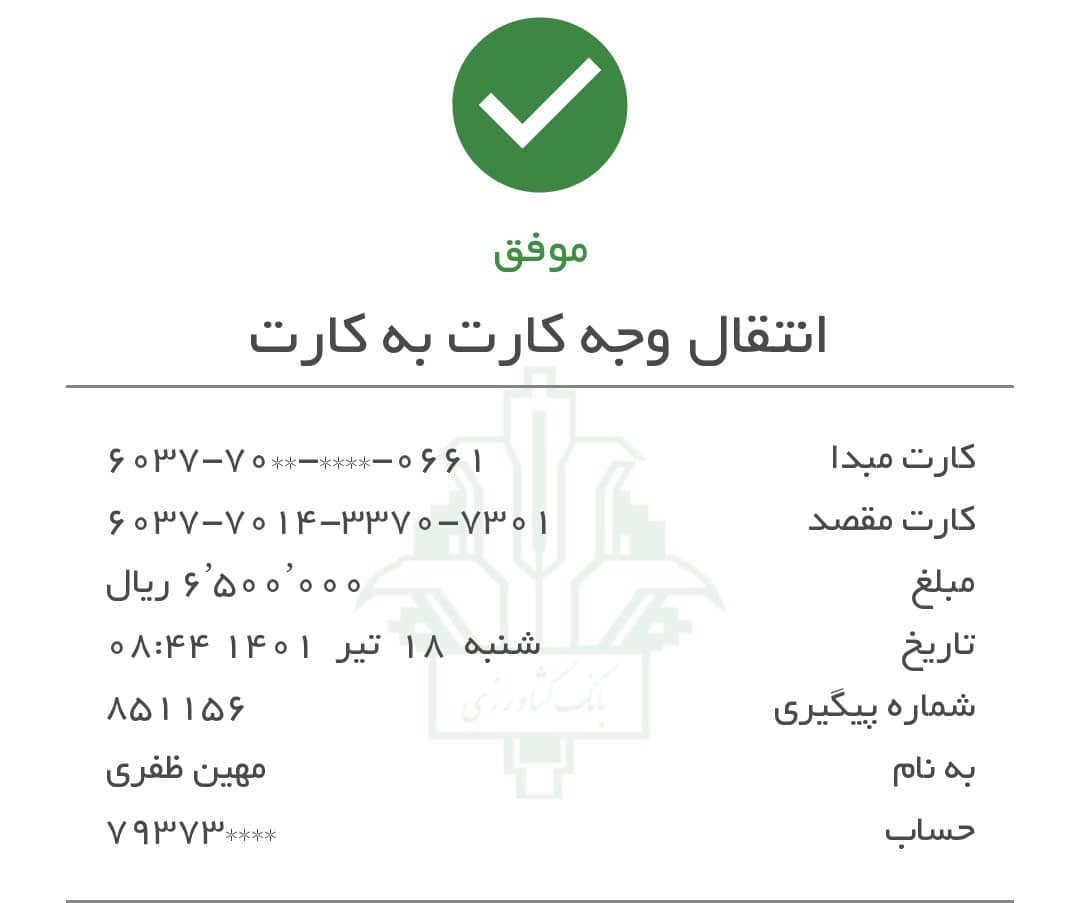 موفق
انتقال وجه کارت به کارت
کارت مبدا ۶۰۳۷-۷۰**-****-۰۶۶۱
کارت مقصد ۶۰۳۷-۷۰۱۴-۳۳۷۰-۷۳۰۱
مبلغ ۶٬۵۰۰٬۰۰۰ ریال
تاریخ شنبه ۱۸ تیر ۱۴۰۱ ۰۸:۴۴
شماره پیگیری ۸۵۱۱۵۶
به نام مهین ظفری
حساب ۷۹۳۷۳****
بانک کشاورزی